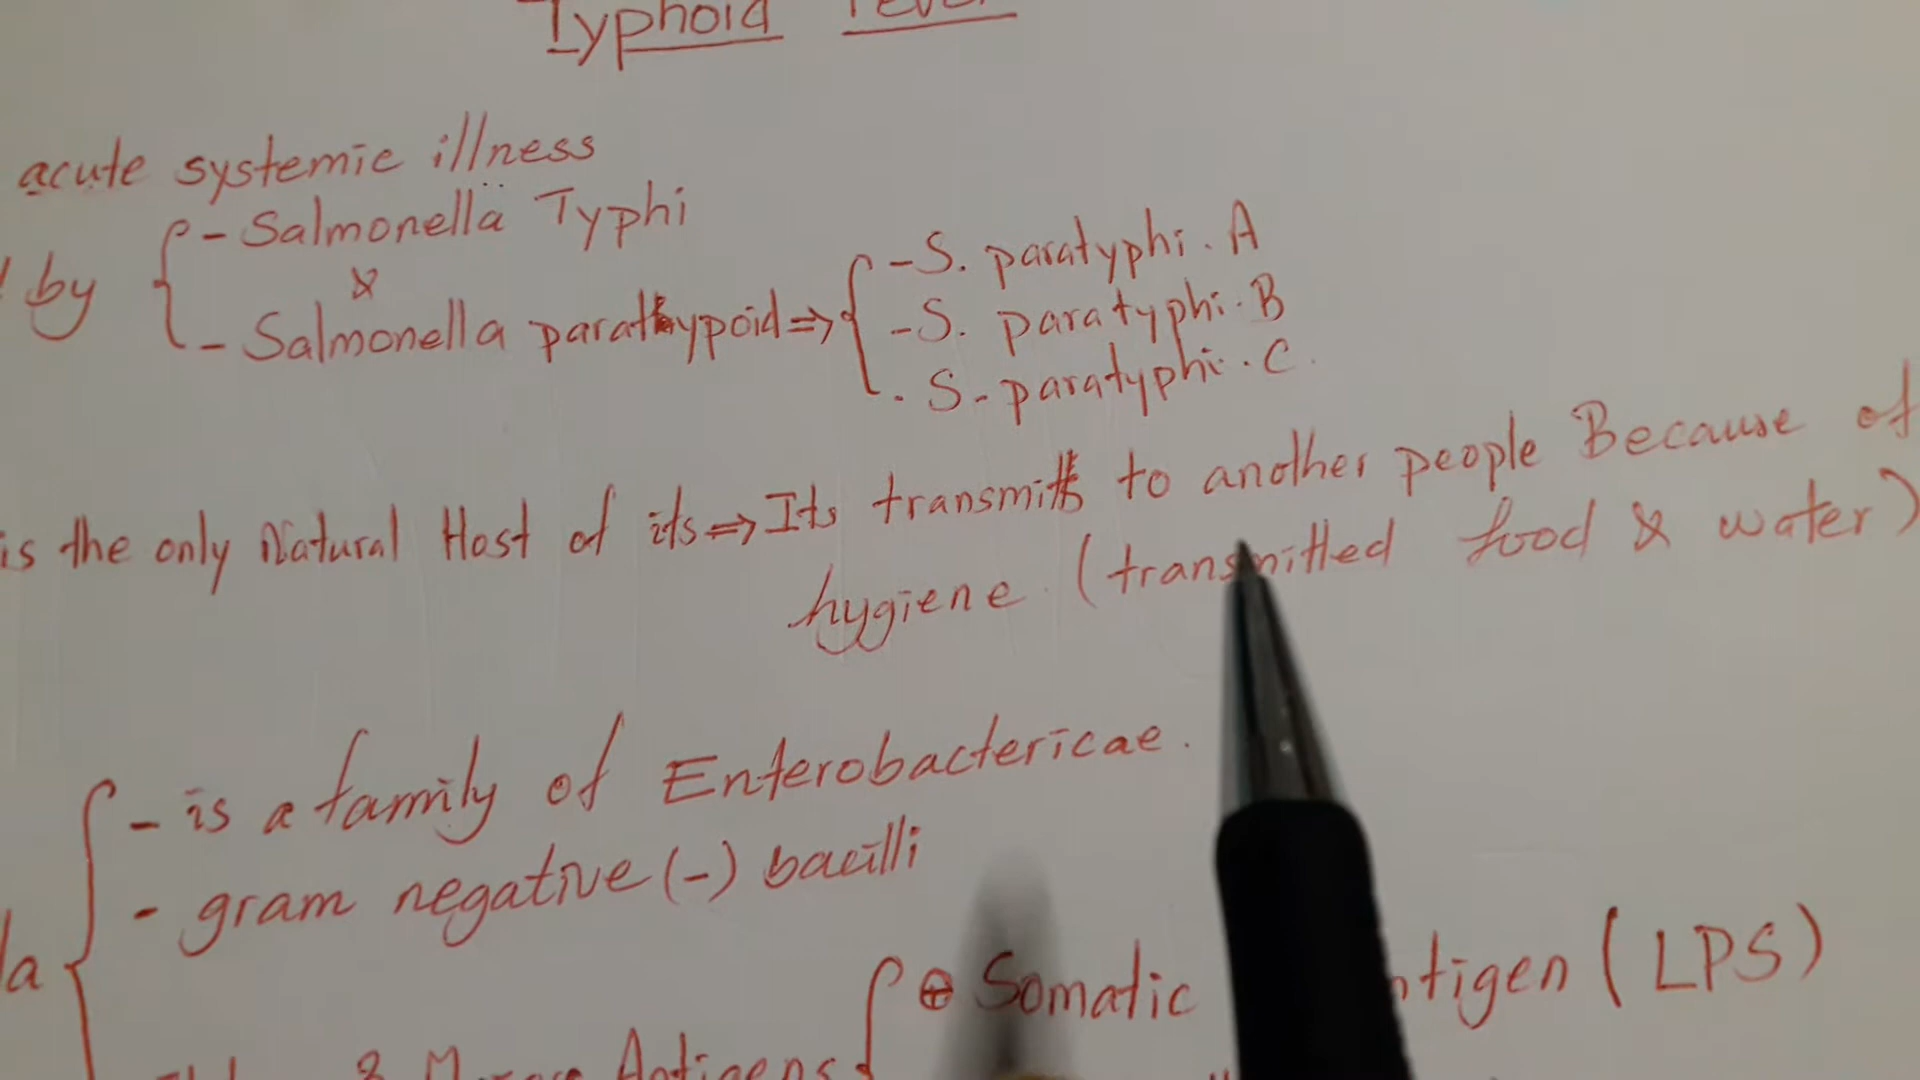 Typhoid Fever
acute systemic illness
by - Salmonella Typhi
&
- Salmonella parathypoid ⇒
- S. paratyphi. A
- S. paratyphi. B
. S - paratyphi. C.
is the only Natural Host of its ⇒ Its transmitts to another people Because of
hygiene. (transmitted food & water)
- is a family of Enterobactericae.
- gram negative (-) bacilli
la
⊕ Somatic (LPS)
Antigens